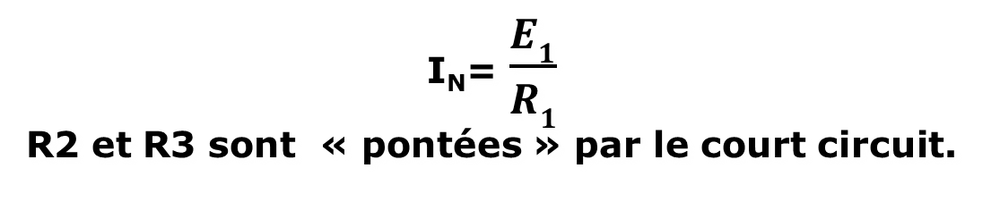 I_N = E_1 / R_1
R2 et R3 sont « pontées » par le court circuit.